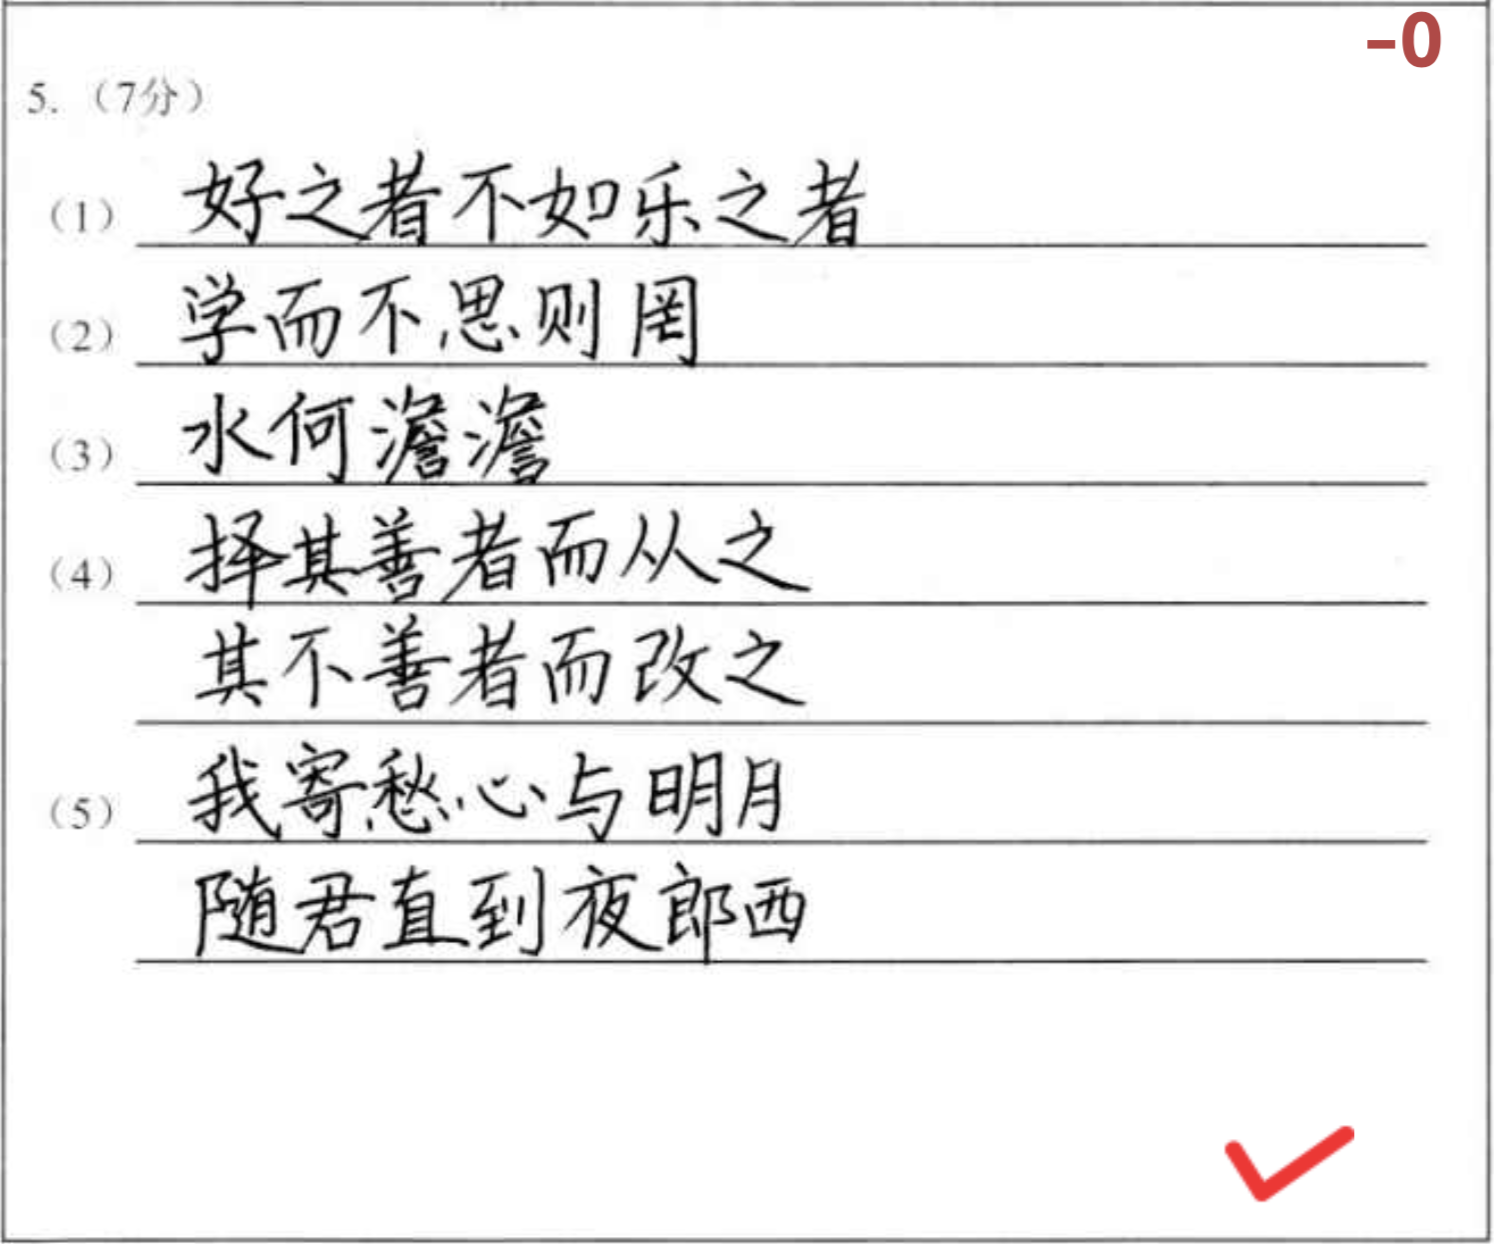 -0
5.（7分）
（1）好之者不如乐之者
（2）学而不思则罔
（3）水何澹澹
（4）择其善者而从之
其不善者而改之
（5）我寄愁心与明月
随君直到夜郎西